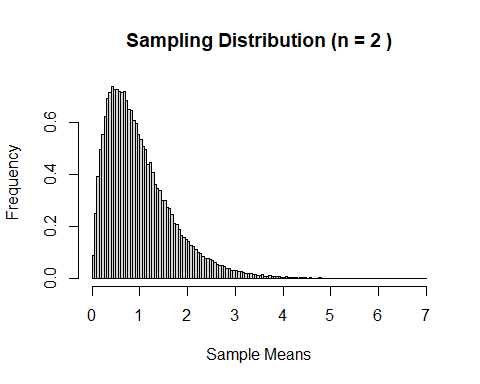 Sampling Distribution (n = 2 )
Frequency
0.6
0.4
0.2
0.0
0 1 2 3 4 5 6 7
Sample Means